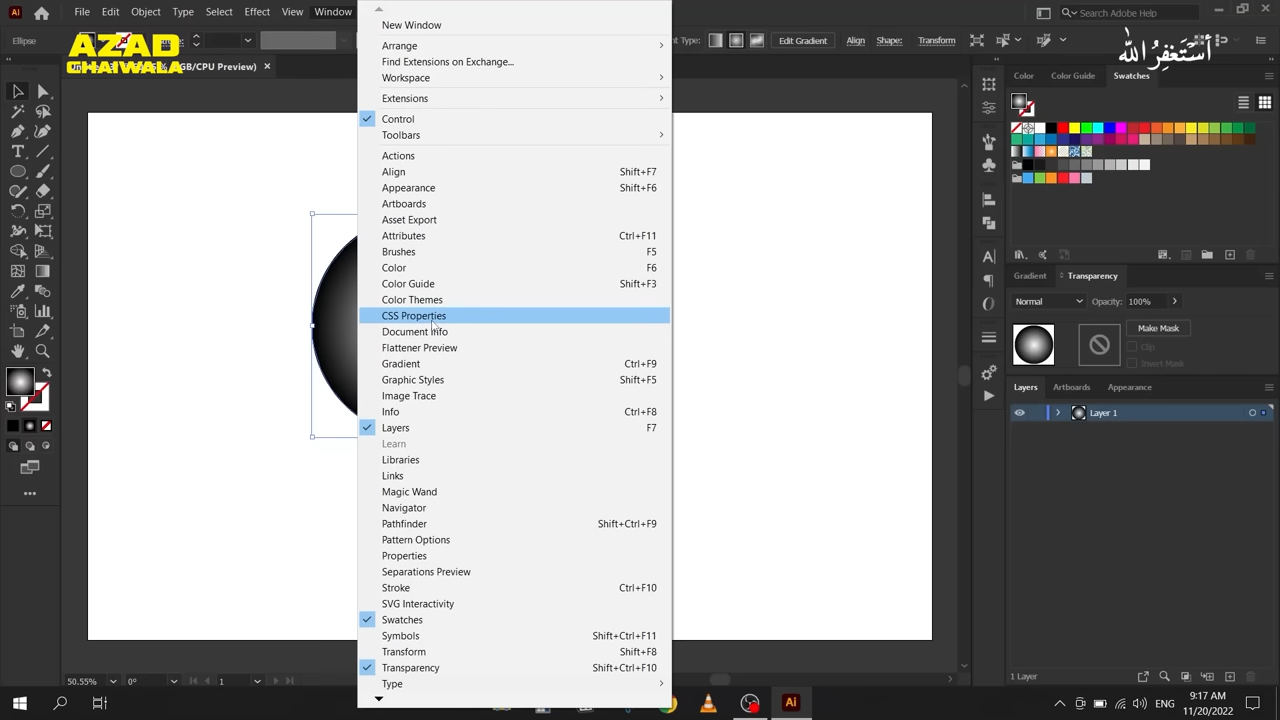 Ai
File Edit Object Type Select Effect
Search Adobe Help
Ellipse
AZAD
CHAIWALA
GB/CPU Preview) ×
Type: Edit Gradient Align Shape: Transform
أستغفر الله
New Window
Arrange
Find Extensions on Exchange...
Workspace
Extensions
Control
Toolbars
Actions
Align Shift+F7
Appearance Shift+F6
Artboards
Asset Export
Attributes Ctrl+F11
Brushes F5
Color F6
Color Guide Shift+F3
Color Themes
CSS Properties
Document Info
Flattener Preview
Gradient Ctrl+F9
Graphic Styles Shift+F5
Image Trace
Info Ctrl+F8
Layers F7
Learn
Libraries
Links
Magic Wand
Navigator
Pathfinder Shift+Ctrl+F9
Pattern Options
Properties
Separations Preview
Stroke Ctrl+F10
SVG Interactivity
Swatches
Symbols Shift+Ctrl+F11
Transform Shift+F8
Transparency Shift+Ctrl+F10
Type
Color Color Guide Swatches
Gradient Transparency
Normal Opacity: 100%
Make Mask
Clip
Invert Mask
Layers Artboards Appearance
Layer 1
1 Layer
50.55% 0° 1
Ai
ENG
9:17 AM
11/20/2022